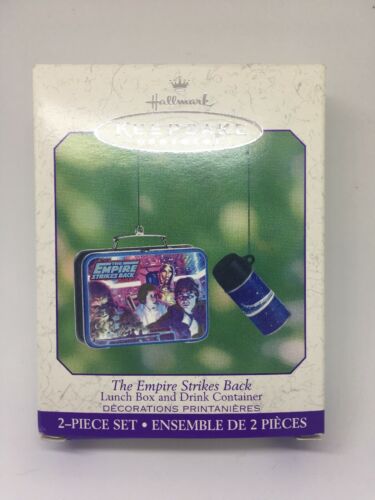 Hallmark
KEEPSAKE
THE
EMPIRE
STRIKES BACK
The Empire Strikes Back
Lunch Box and Drink Container
DÉCORATIONS PRINTANIÈRES
2–PIECE SET • ENSEMBLE DE 2 PIÈCES